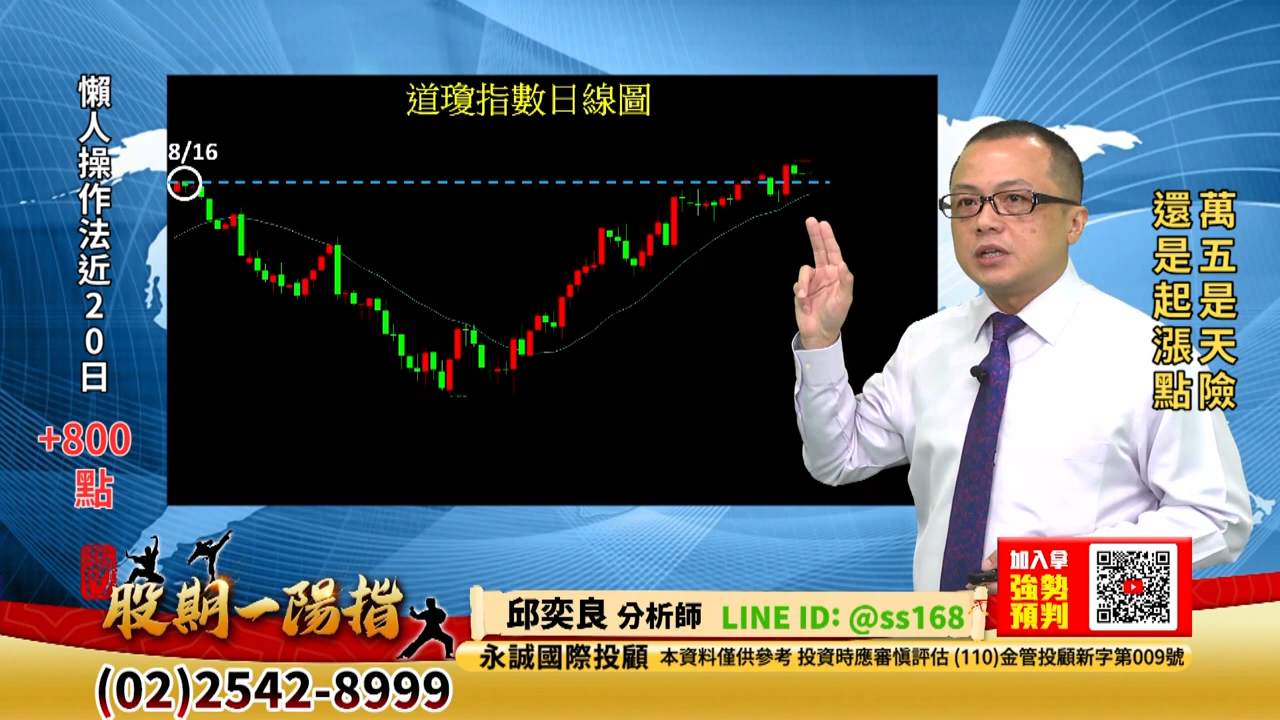 道瓊指數日線圖
8/16
懶人操作法近20日
+800
點
萬五是天險
還是起漲點
股期一陽指
(02)2542-8999
邱奕良 分析師 LINE ID: @ss168
永誠國際投顧 本資料僅供參考 投資時應審慎評估 (110)金管投顧新字第009號
加入拿
強勢
預判